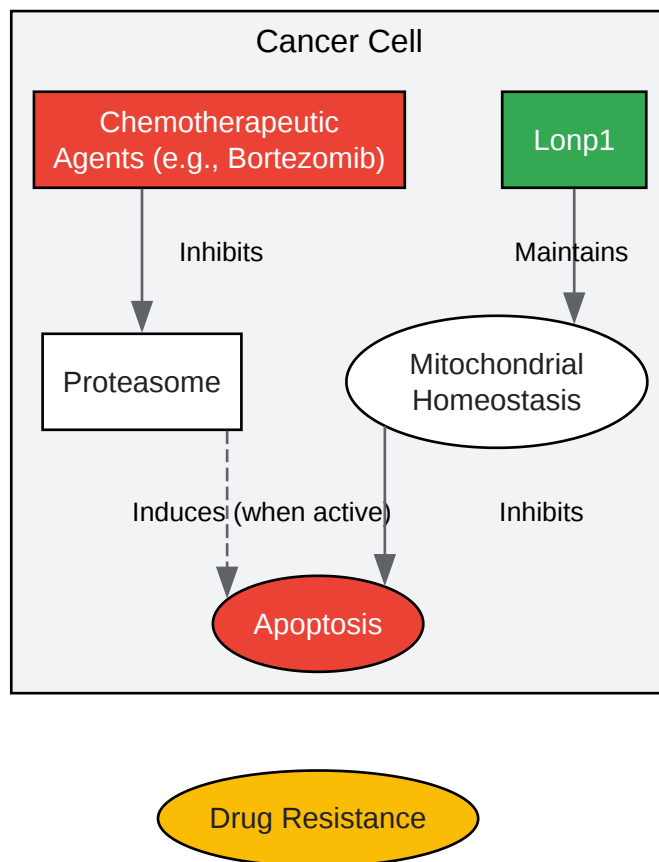 Cancer Cell
Chemotherapeutic
Agents (e.g., Bortezomib)
Lonp1
Inhibits
Maintains
Proteasome
Mitochondrial
Homeostasis
Induces (when active)
Inhibits
Apoptosis
Drug Resistance